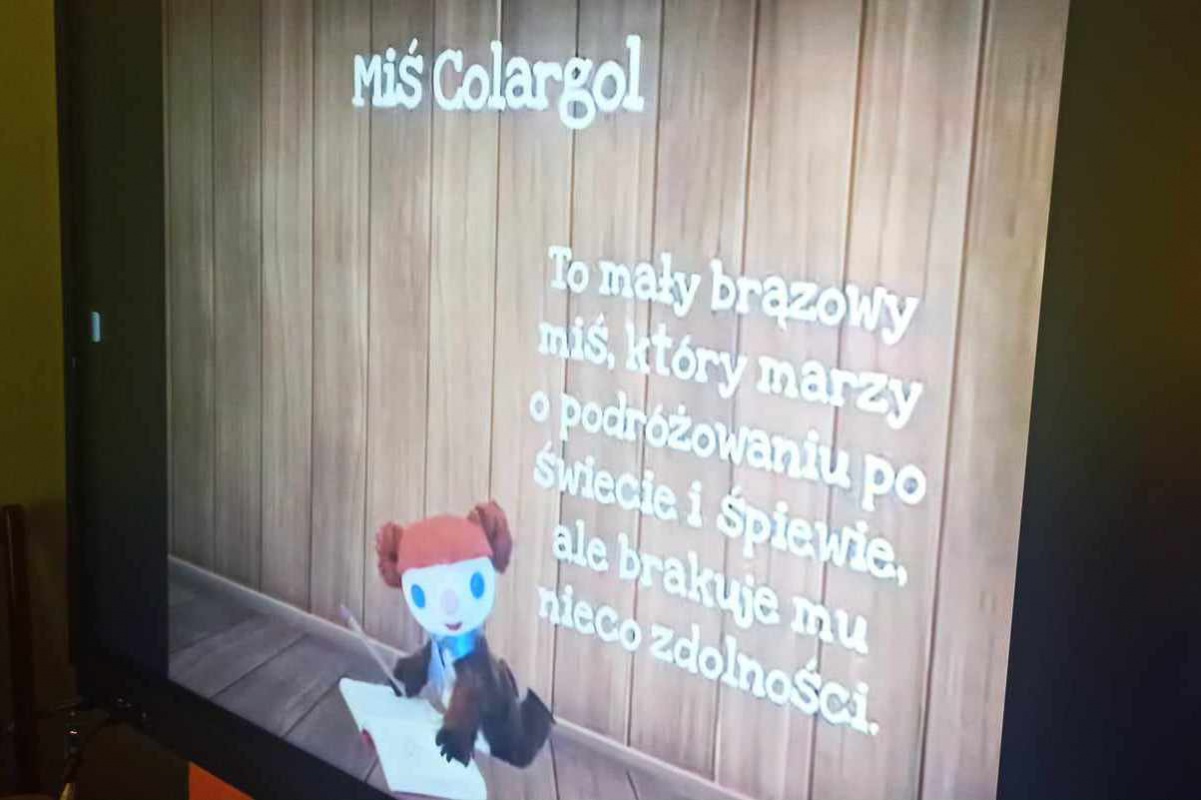 Miś Colargol
To mały brązowy
miś, który marzy
o podróżowaniu po
świecie i śpiewie,
ale brakuje mu
nieco zdolności.